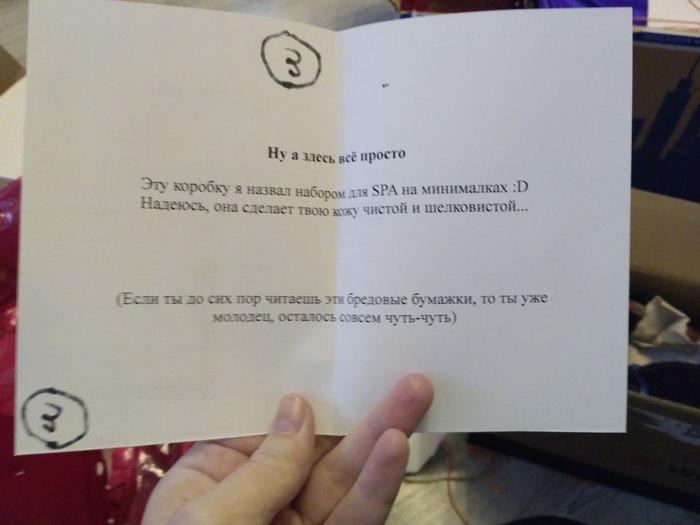 3
Ну а здесь всё просто
Эту коробку я назвал набором для SPA на минималках :D
Надеюсь, она сделает твою кожу чистой и шелковистой...
(Если ты до сих пор читаешь эти бредовые бумажки, то ты уже
молодец, осталось совсем чуть-чуть)